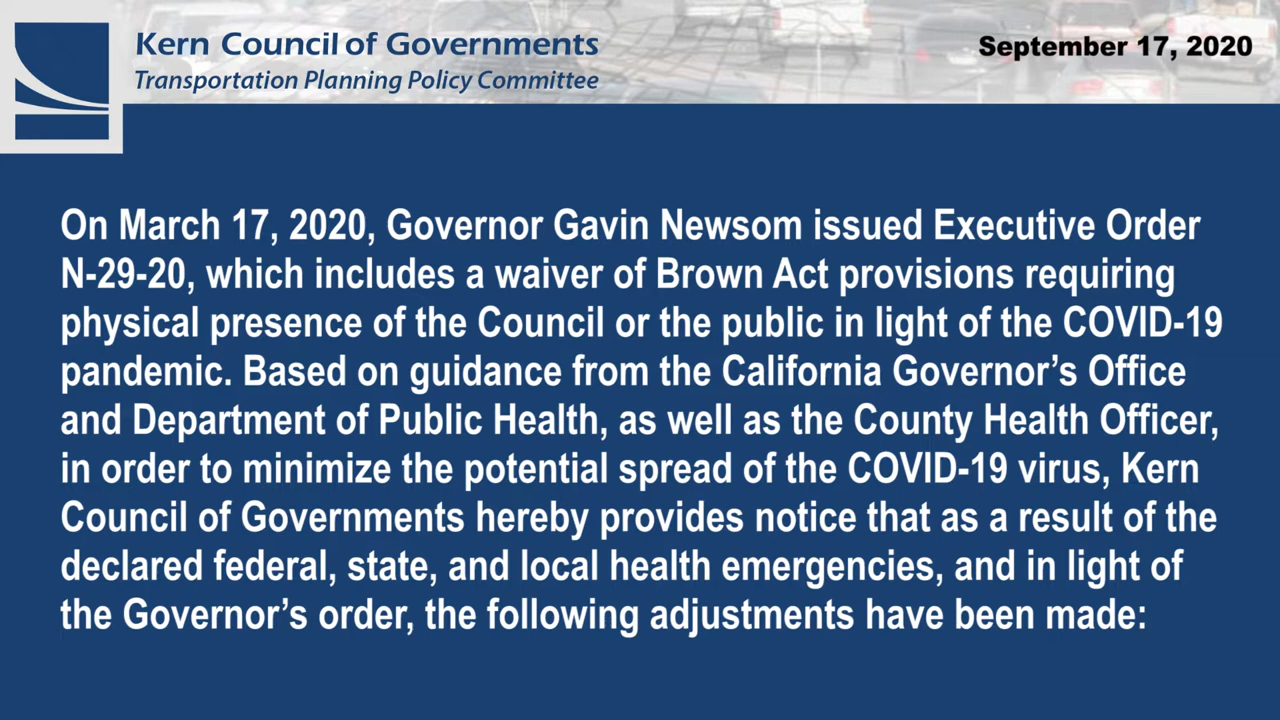 Kern Council of Governments
Transportation Planning Policy Committee
September 17, 2020
On March 17, 2020, Governor Gavin Newsom issued Executive Order
N-29-20, which includes a waiver of Brown Act provisions requiring
physical presence of the Council or the public in light of the COVID-19
pandemic. Based on guidance from the California Governor’s Office
and Department of Public Health, as well as the County Health Officer,
in order to minimize the potential spread of the COVID-19 virus, Kern
Council of Governments hereby provides notice that as a result of the
declared federal, state, and local health emergencies, and in light of
the Governor’s order, the following adjustments have been made: